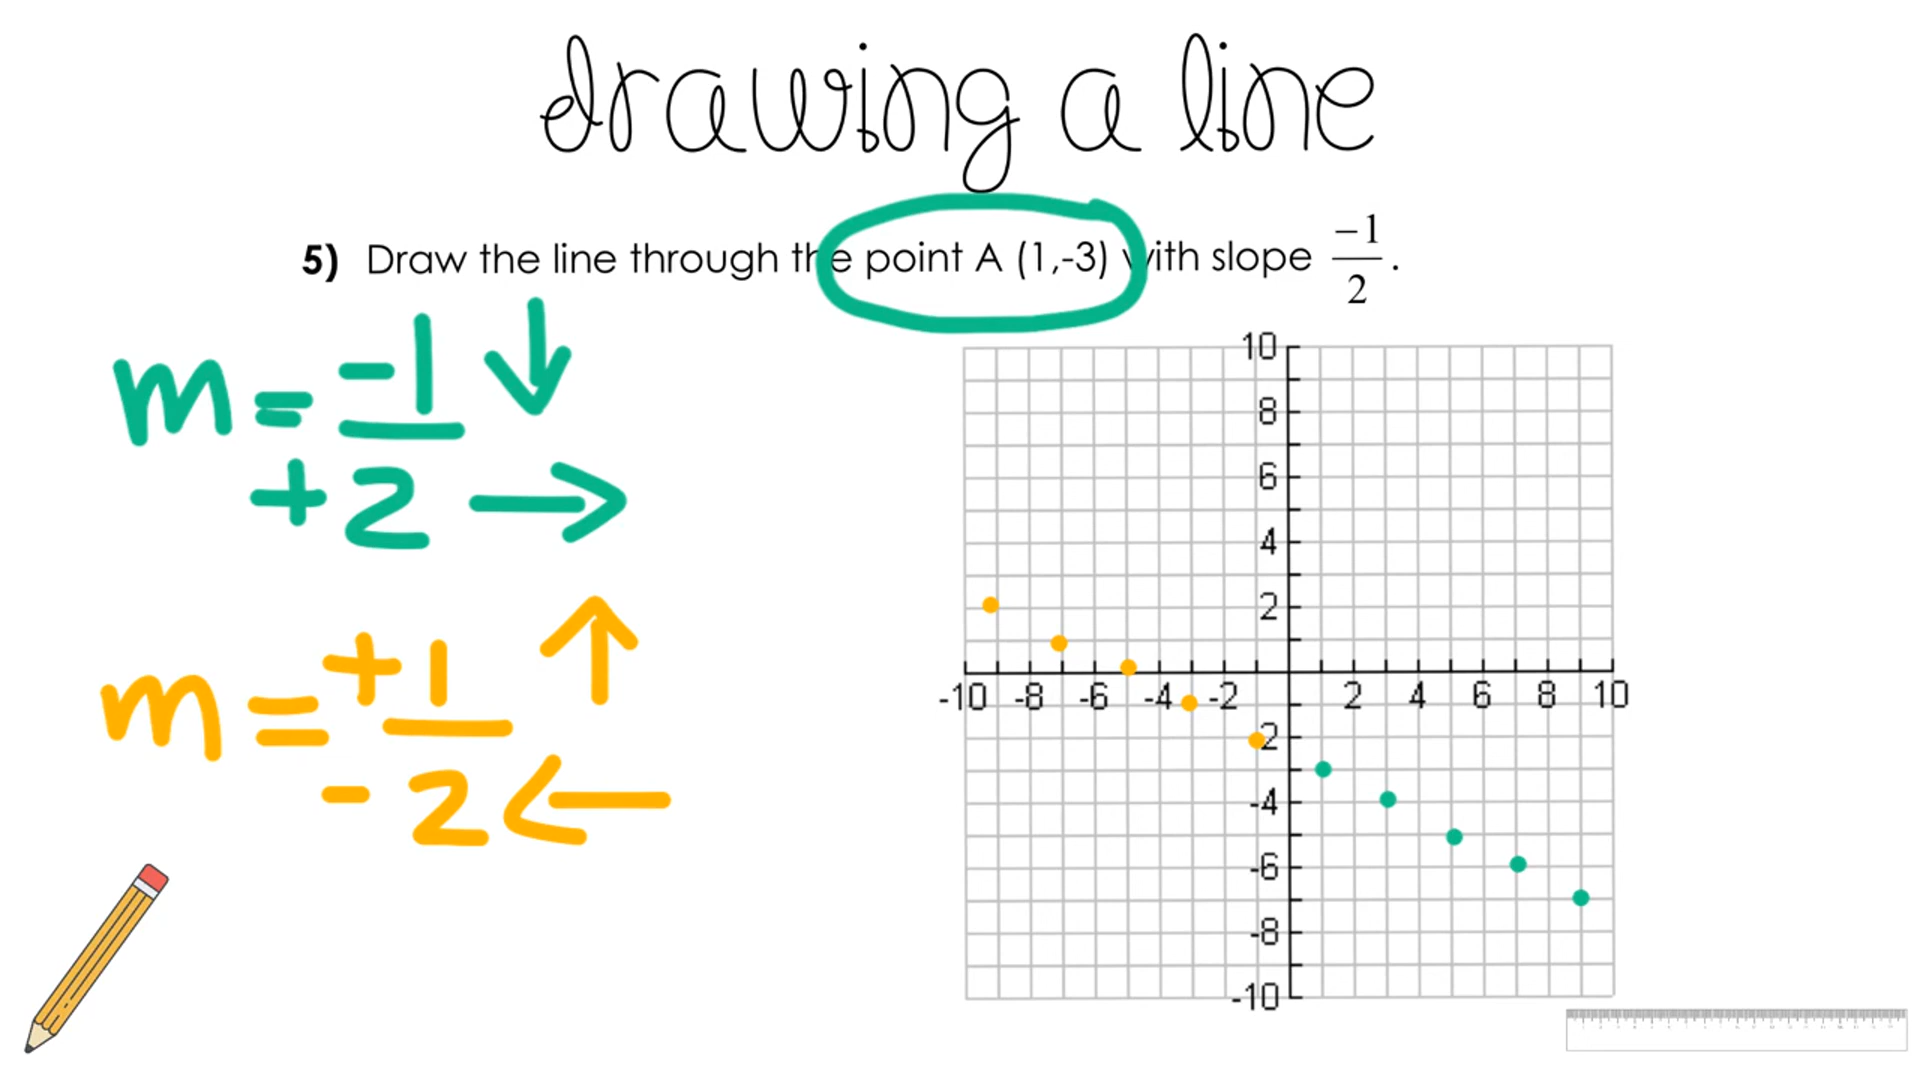 drawing a line
5) Draw the line through the point A (1,-3) with slope -1/2.
m = -1 ↓
+2 →
m = +1 ↑
-2 ←
10
8
6
4
2
-10 -8 -6 -4 -2 2 4 6 8 10
2
-4
-6
-8
-10